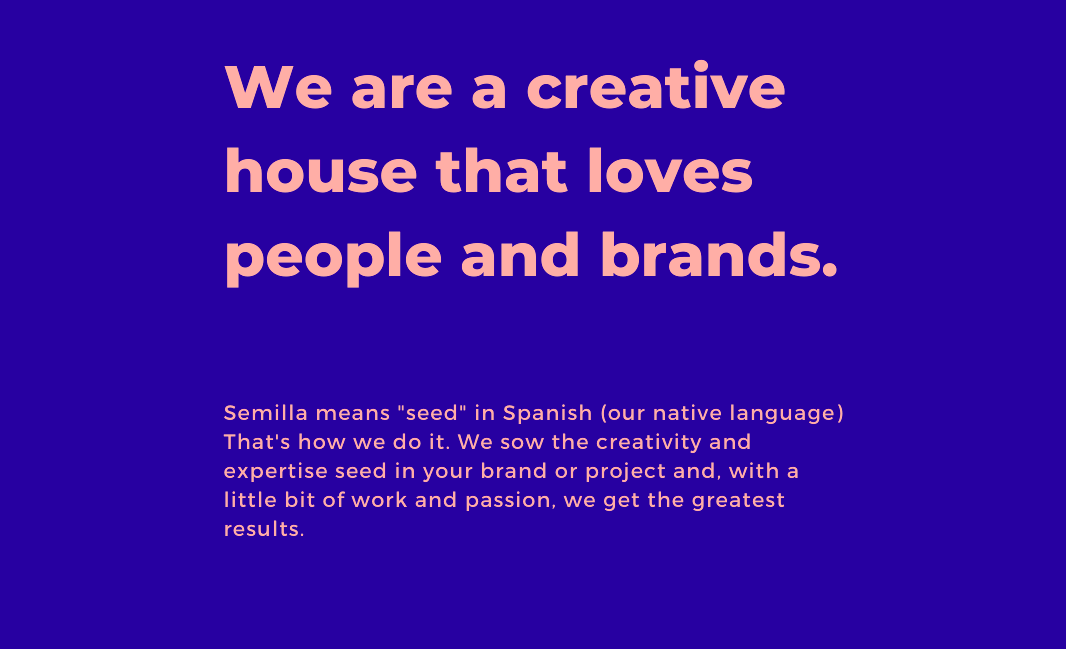 We are a creative
house that loves
people and brands.
Semilla means "seed" in Spanish (our native language)
That's how we do it. We sow the creativity and
expertise seed in your brand or project and, with a
little bit of work and passion, we get the greatest
results.